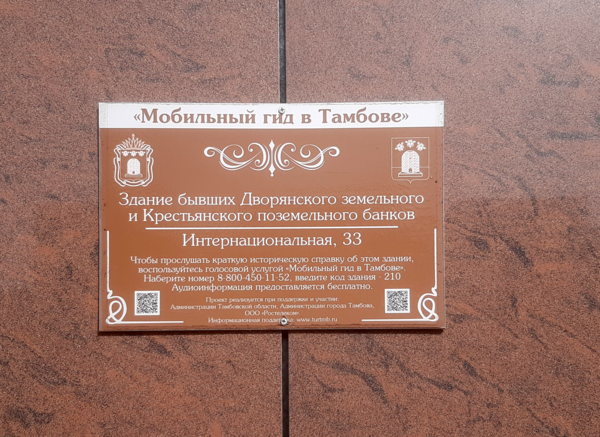 «Мобильный гид в Тамбове»
Здание бывших Дворянского земельного
и Крестьянского поземельного банков
Интернациональная, 33
Чтобы прослушать краткую историческую справку об этом здании,
воспользуйтесь голосовой услугой «Мобильный гид в Тамбове».
Наберите номер 8 800-450-11-52, введите код здания - 210
Аудиоинформация предоставляется бесплатно.
Проект реализуется при поддержке и участии:
Администрации Тамбовской области, Администрации города Тамбова,
ООО «Ростелеком».
Информационная поддержка: www.turtmb.ru